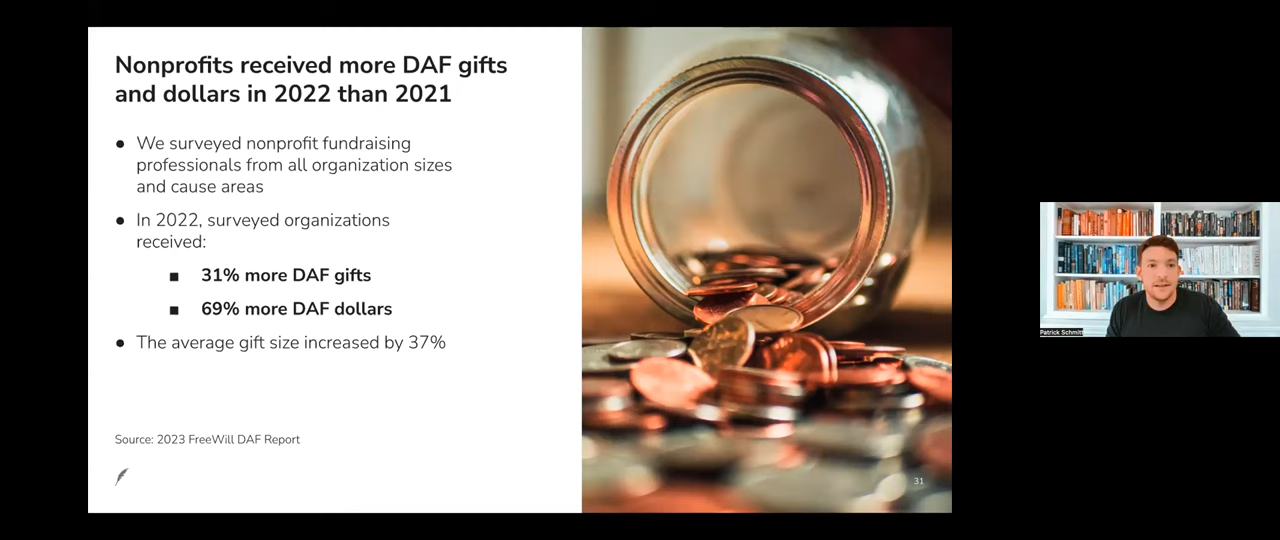 Nonprofits received more DAF gifts
and dollars in 2022 than 2021
● We surveyed nonprofit fundraising
professionals from all organization sizes
and cause areas
● In 2022, surveyed organizations
received:
■ 31% more DAF gifts
■ 69% more DAF dollars
● The average gift size increased by 37%
Source: 2023 FreeWill DAF Report
31
Patrick Schmitt